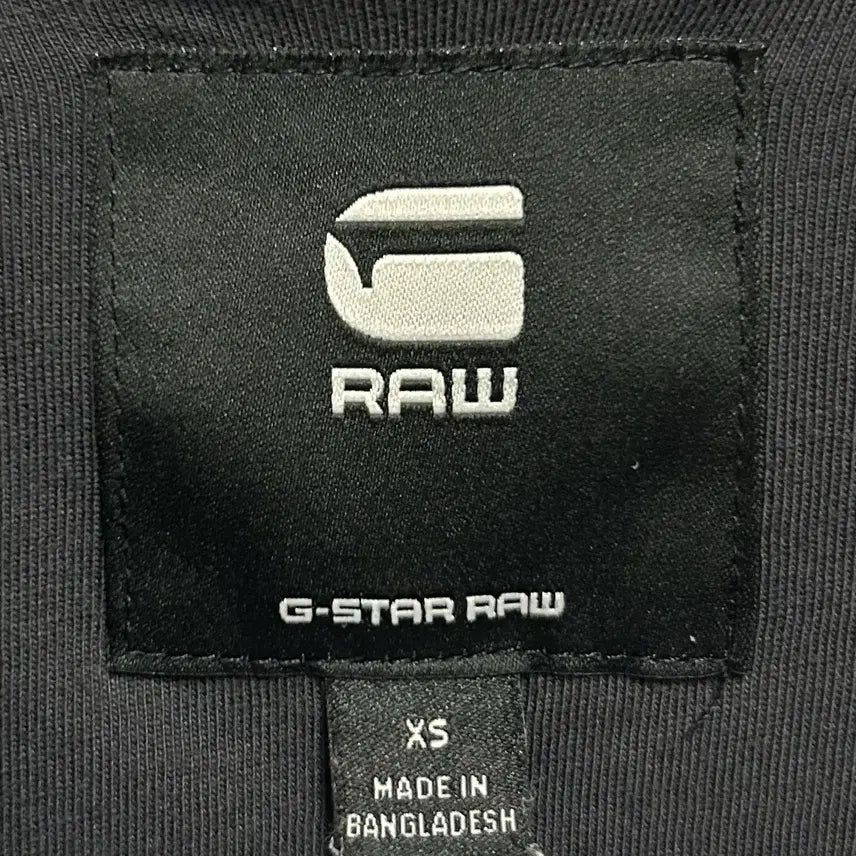 G
RAW
G-STAR RAW
XS
MADE IN
BANGLADESH